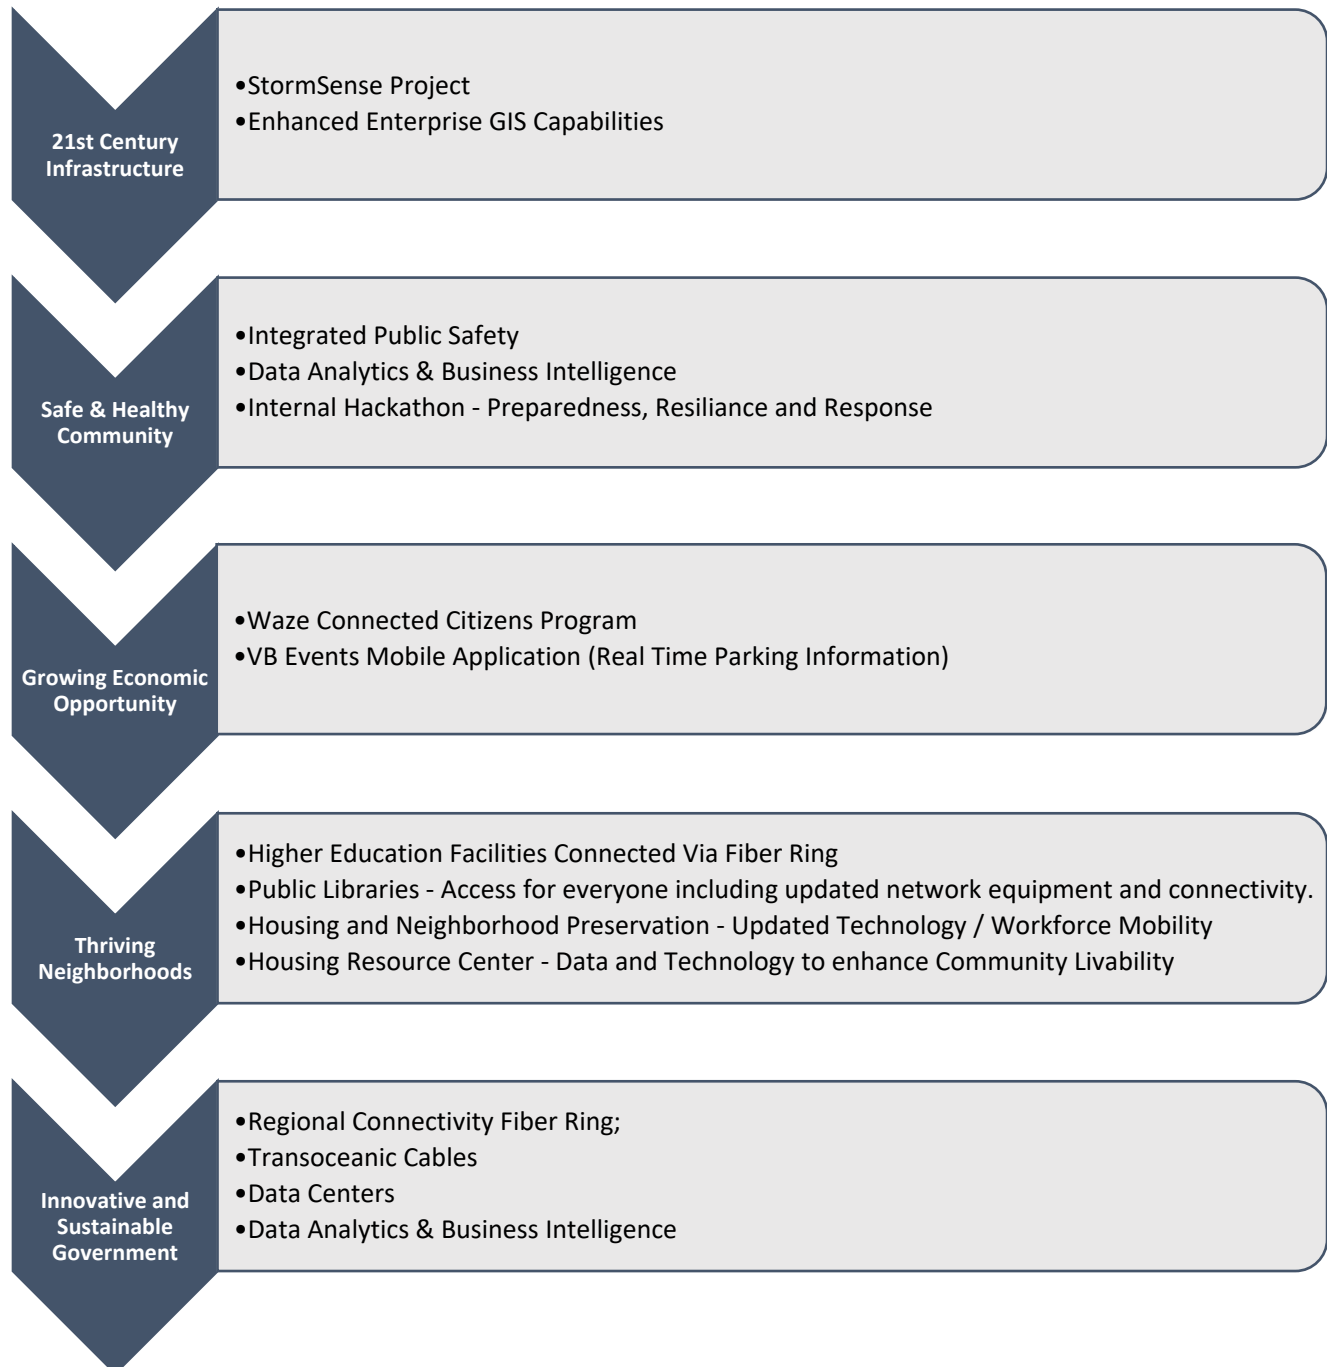 21st Century
Infrastructure
•StormSense Project
•Enhanced Enterprise GIS Capabilities
Safe & Healthy
Community
•Integrated Public Safety
•Data Analytics & Business Intelligence
•Internal Hackathon - Preparedness, Resiliance and Response
Growing Economic
Opportunity
•Waze Connected Citizens Program
•VB Events Mobile Application (Real Time Parking Information)
Thriving
Neighborhoods
•Higher Education Facilities Connected Via Fiber Ring
•Public Libraries - Access for everyone including updated network equipment and connectivity.
•Housing and Neighborhood Preservation - Updated Technology / Workforce Mobility
•Housing Resource Center - Data and Technology to enhance Community Livability
Innovative and
Sustainable
Government
•Regional Connectivity Fiber Ring;
•Transoceanic Cables
•Data Centers
•Data Analytics & Business Intelligence